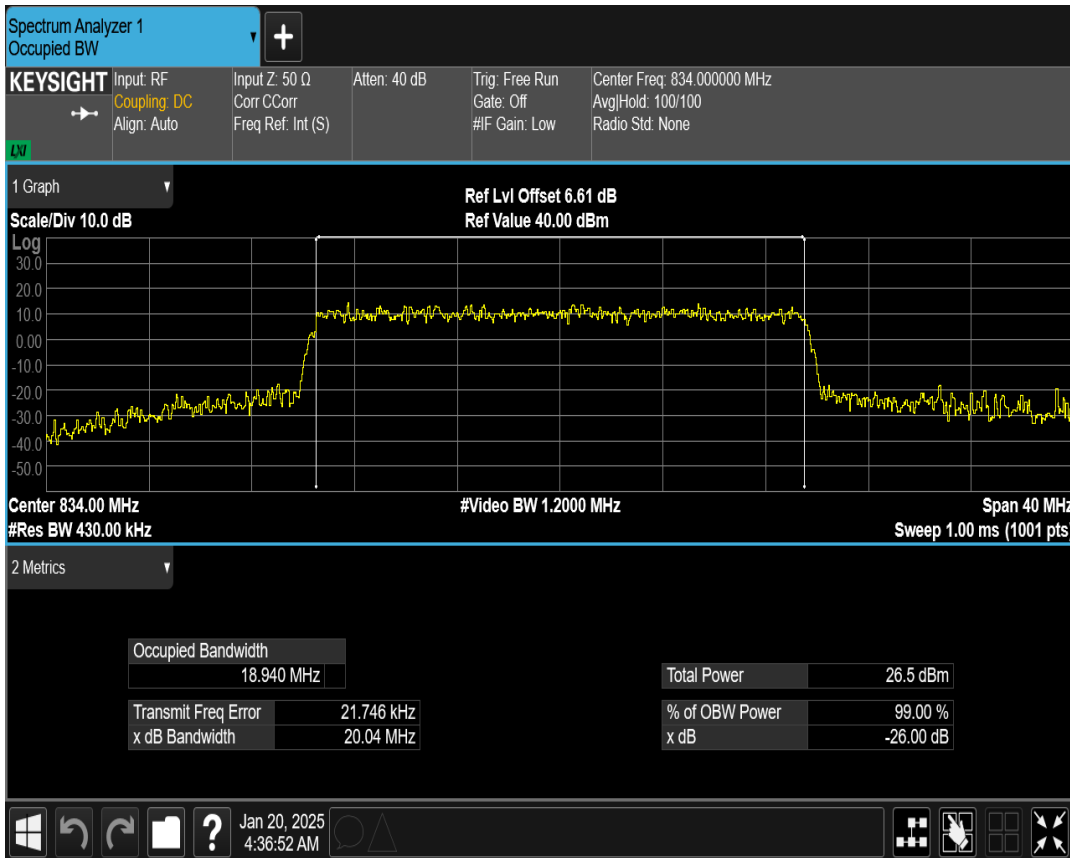 Spectrum Analyzer 1
Occupied BW
+
KEYSIGHT
LXI
Input: RF
Coupling: DC
Align: Auto
Input Z: 50 Ω
Corr CCorr
Freq Ref: Int (S)
Atten: 40 dB
Trig: Free Run
Gate: Off
#IF Gain: Low
Center Freq: 834.000000 MHz
Avg|Hold: 100/100
Radio Std: None
1 Graph
Scale/Div 10.0 dB
Ref Lvl Offset 6.61 dB
Ref Value 40.00 dBm
Log
30.0
20.0
10.0
0.00
-10.0
-20.0
-30.0
-40.0
-50.0
Center 834.00 MHz
#Video BW 1.2000 MHz
Span 40 MHz
#Res BW 430.00 kHz
Sweep 1.00 ms (1001 pts)
2 Metrics
Occupied Bandwidth
18.940 MHz
Transmit Freq Error 21.746 kHz
x dB Bandwidth 20.04 MHz
Total Power 26.5 dBm
% of OBW Power 99.00 %
x dB -26.00 dB
?
Jan 20, 2025
4:36:52 AM